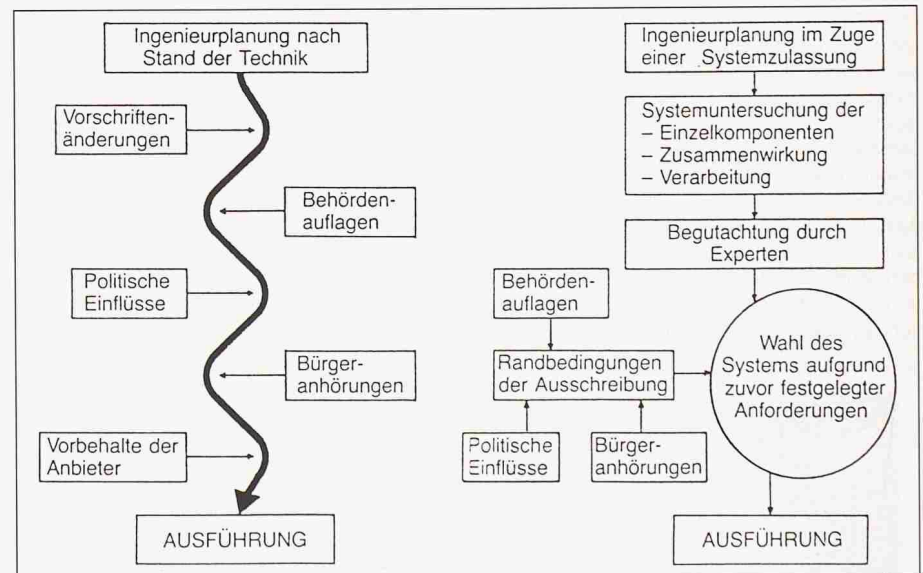 Ingenieurplanung nach
Stand der Technik
Vorschriften-
änderungen
Behörden-
auflagen
Politische
Einflüsse
Bürger-
anhörungen
Vorbehalte der
Anbieter
AUSFÜHRUNG
Ingenieurplanung im Zuge
einer Systemzulassung
Systemuntersuchung der
– Einzelkomponenten
– Zusammenwirkung
– Verarbeitung
Begutachtung durch
Experten
Behörden-
auflagen
Randbedingungen
der Ausschreibung
Politische
Einflüsse
Bürger-
anhörungen
Wahl des
Systems aufgrund
zuvor festgelegter
Anforderungen
AUSFÜHRUNG